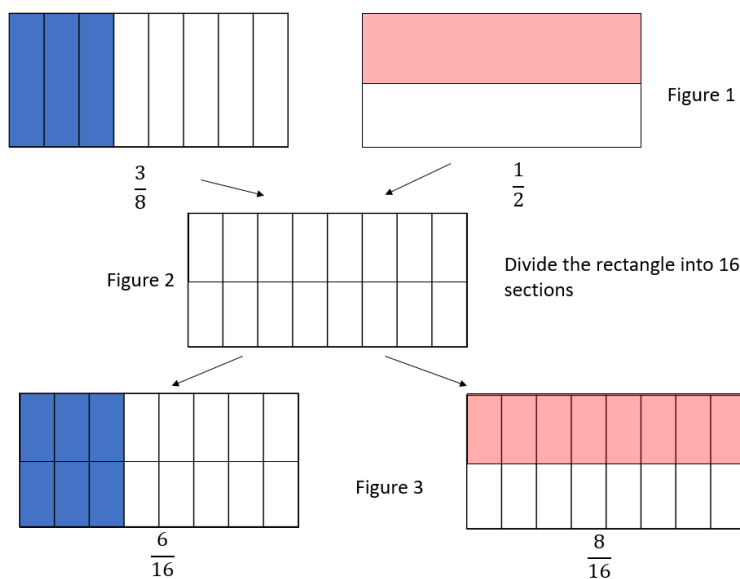 Figure 1
3/8
1/2
Figure 2
Divide the rectangle into 16
sections
Figure 3
6/16
8/16